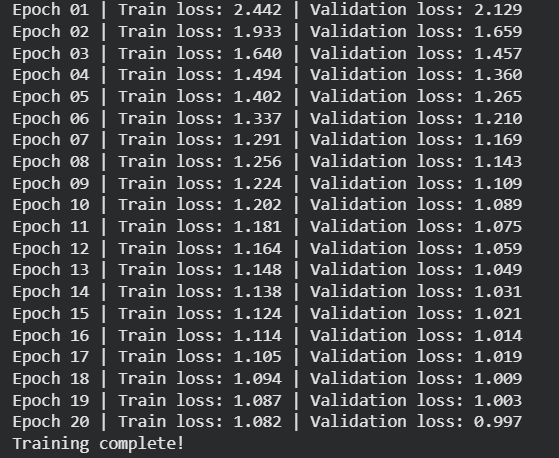 Epoch 01 | Train loss: 2.442 | Validation loss: 2.129
Epoch 02 | Train loss: 1.933 | Validation loss: 1.659
Epoch 03 | Train loss: 1.640 | Validation loss: 1.457
Epoch 04 | Train loss: 1.494 | Validation loss: 1.360
Epoch 05 | Train loss: 1.402 | Validation loss: 1.265
Epoch 06 | Train loss: 1.337 | Validation loss: 1.210
Epoch 07 | Train loss: 1.291 | Validation loss: 1.169
Epoch 08 | Train loss: 1.256 | Validation loss: 1.143
Epoch 09 | Train loss: 1.224 | Validation loss: 1.109
Epoch 10 | Train loss: 1.202 | Validation loss: 1.089
Epoch 11 | Train loss: 1.181 | Validation loss: 1.075
Epoch 12 | Train loss: 1.164 | Validation loss: 1.059
Epoch 13 | Train loss: 1.148 | Validation loss: 1.049
Epoch 14 | Train loss: 1.138 | Validation loss: 1.031
Epoch 15 | Train loss: 1.124 | Validation loss: 1.021
Epoch 16 | Train loss: 1.114 | Validation loss: 1.014
Epoch 17 | Train loss: 1.105 | Validation loss: 1.019
Epoch 18 | Train loss: 1.094 | Validation loss: 1.009
Epoch 19 | Train loss: 1.087 | Validation loss: 1.003
Epoch 20 | Train loss: 1.082 | Validation loss: 0.997
Training complete!